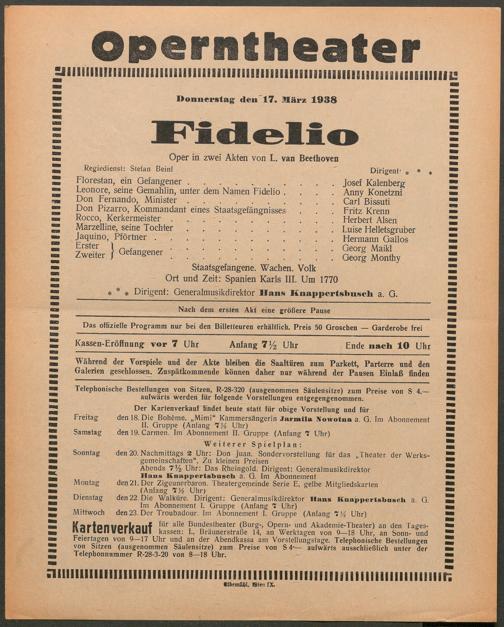 Operntheater
Donnerstag den 17. März 1938
Fidelio
Oper in zwei Akten von L. van Beethoven
Regiedienst: Stefan Beinl Dirigent: * * *
Florestan, ein Gefangener . . . . . . . . . Josef Kalenberg
Leonore, seine Gemahlin, unter dem Namen Fidelio . . . . Anny Konetzni
Don Fernando, Minister . . . . . . . . . Carl Bissuti
Don Pizarro, Kommandant eines Staatsgefängnisses . . . . Fritz Krenn
Rocco, Kerkermeister . . . . . . . . . Herbert Alsen
Marzelline, seine Tochter . . . . . . . . . Luise Helletsgruber
Jaquino, Pförtner . . . . . . . . . Hermann Gallos
Erster } Gefangener . . . . . . . . . Georg Maikl
Zweiter Georg Monthy
Staatsgefangene. Wachen. Volk
Ort und Zeit: Spanien Karls III. Um 1770
* * * Dirigent: Generalmusikdirektor Hans Knappertsbusch a. G.
Nach dem ersten Akt eine größere Pause
Das offizielle Programm nur bei den Billetteuren erhältlich. Preis 50 Groschen — Garderobe frei
Kassen-Eröffnung vor 7 Uhr Anfang 7½ Uhr Ende nach 10 Uhr
Während der Vorspiele und der Akte bleiben die Saaltüren zum Parkett, Parterre und den
Galerien geschlossen. Zuspätkommende können daher nur während der Pausen Einlaß finden
Telephonische Bestellungen von Sitzen, R-28-320 (ausgenommen Säulensitze) zum Preise von S 4.—
aufwärts werden für folgende Vorstellungen entgegengenommen.
Der Kartenverkauf findet heute statt für obige Vorstellung und für
Freitag den 18. Die Bohème. „Mimi“ Kammersängerin Jarmila Novotna a. G. Im Abonnement
II. Gruppe (Anfang 7½ Uhr)
Samstag den 19. Carmen. Im Abonnement II. Gruppe (Anfang 7 Uhr)
Weiterer Spielplan:
Sonntag den 20. Nachmittags 2 Uhr: Don Juan. Sondervorstellung für das „Theater der Werks-
gemeinschaften“, Zu kleinen Preisen
Abends 7½ Uhr: Das Rheingold. Dirigent: Generalmusikdirektor
Hans Knappertsbusch a. G. Im Abonnement
Montag den 21. Der Zigeunerbaron. Theatergemeinde Serie E, gelbe Mitgliedskarten
(Anfang 7½ Uhr)
Dienstag den 22. Die Walküre. Dirigent: Generalmusikdirektor Hans Knappertsbusch a. G.
Im Abonnement I. Gruppe (Anfang 7 Uhr)
Mittwoch den 23. Der Troubadour. Im Abonnement I. Gruppe (Anfang 7½ Uhr)
Kartenverkauf für alle Bundestheater (Burg-, Opern- und Akademie-Theater) an den Tages-
kassen: I., Bräunerstraße 14, an Werktagen von 9—18 Uhr, an Sonn- und
Feiertagen von 9—17 Uhr und an der Abendkassa am Vorstellungstage. Telephonische Bestellungen
von Sitzen (ausgenommen Säulensitze) zum Preise von S 4— aufwärts ausschließlich unter der
Telephonnummer R-28-3-20 von 8—18 Uhr.
Elbemühl, Wien IX.